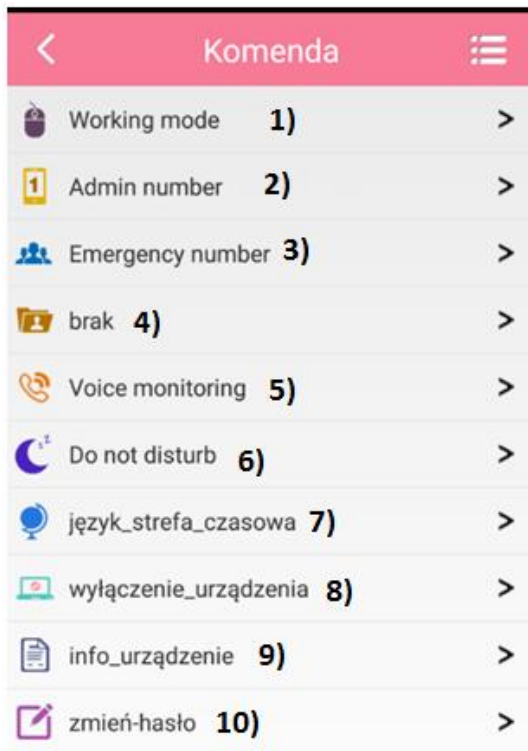 Komenda
Working mode 1)
1 Admin number 2)
Emergency number 3)
brak 4)
Voice monitoring 5)
Do not disturb 6)
język_strefa_czasowa 7)
wyłączenie_urządzenia 8)
info_urządzenie 9)
zmień-hasło 10)